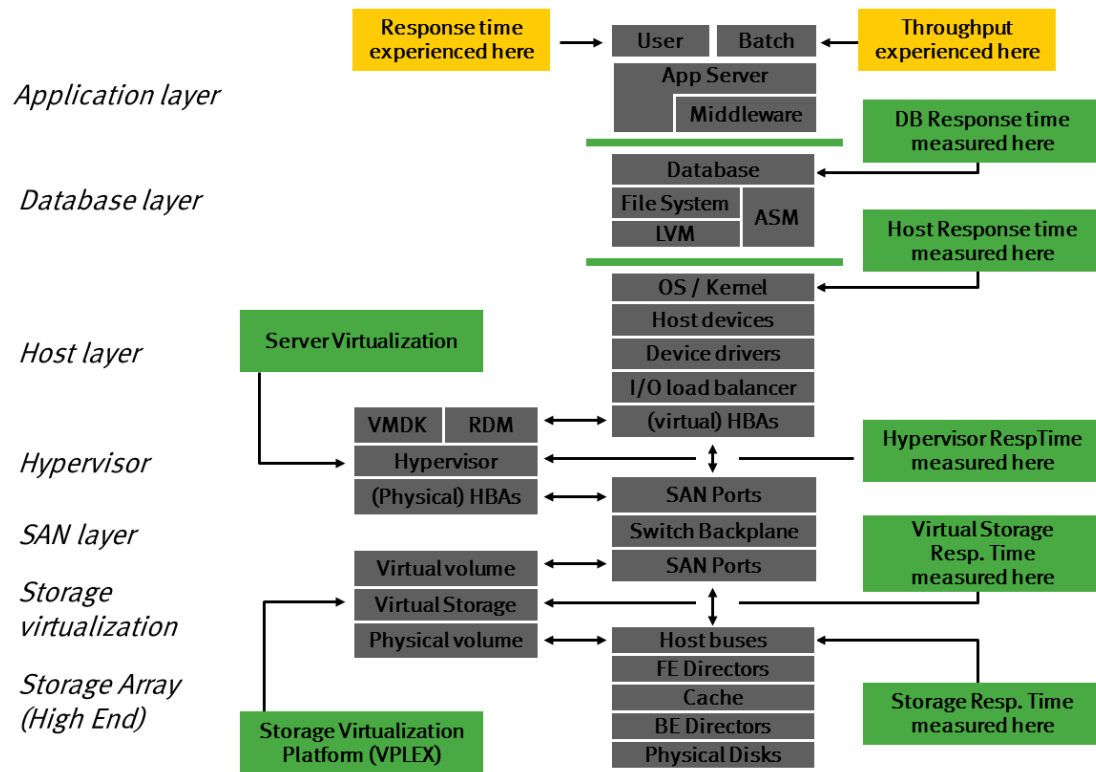 Response time
experienced here
User
Batch
Throughput
experienced here
Application layer
App Server
Middleware
DB Response time
measured here
Database layer
Database
File System
LVM
ASM
Host Response time
measured here
OS / Kernel
Host layer
Server Virtualization
Host devices
Device drivers
I/O load balancer
VMDK
RDM
(virtual) HBAs
Hypervisor
Hypervisor
Hypervisor RespTime
measured here
(Physical) HBAs
SAN Ports
SAN layer
Switch Backplane
Virtual Storage
Resp. Time
measured here
Virtual volume
SAN Ports
Storage
virtualization
Virtual Storage
Physical volume
Host buses
FE Directors
Storage Array
(High End)
Cache
BE Directors
Physical Disks
Storage Resp. Time
measured here
Storage Virtualization
Platform (VPLEX)